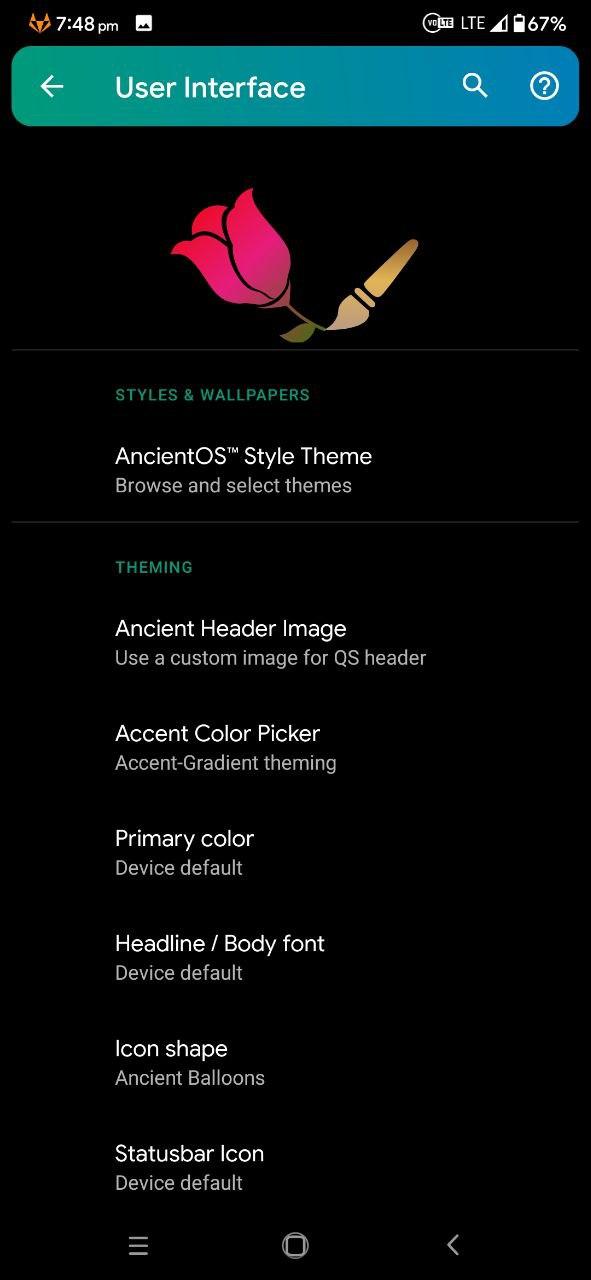 7:48 pm VoLTE LTE 67%
User Interface
STYLES & WALLPAPERS
AncientOS™ Style Theme
Browse and select themes
THEMING
Ancient Header Image
Use a custom image for QS header
Accent Color Picker
Accent-Gradient theming
Primary color
Device default
Headline / Body font
Device default
Icon shape
Ancient Balloons
Statusbar Icon
Device default